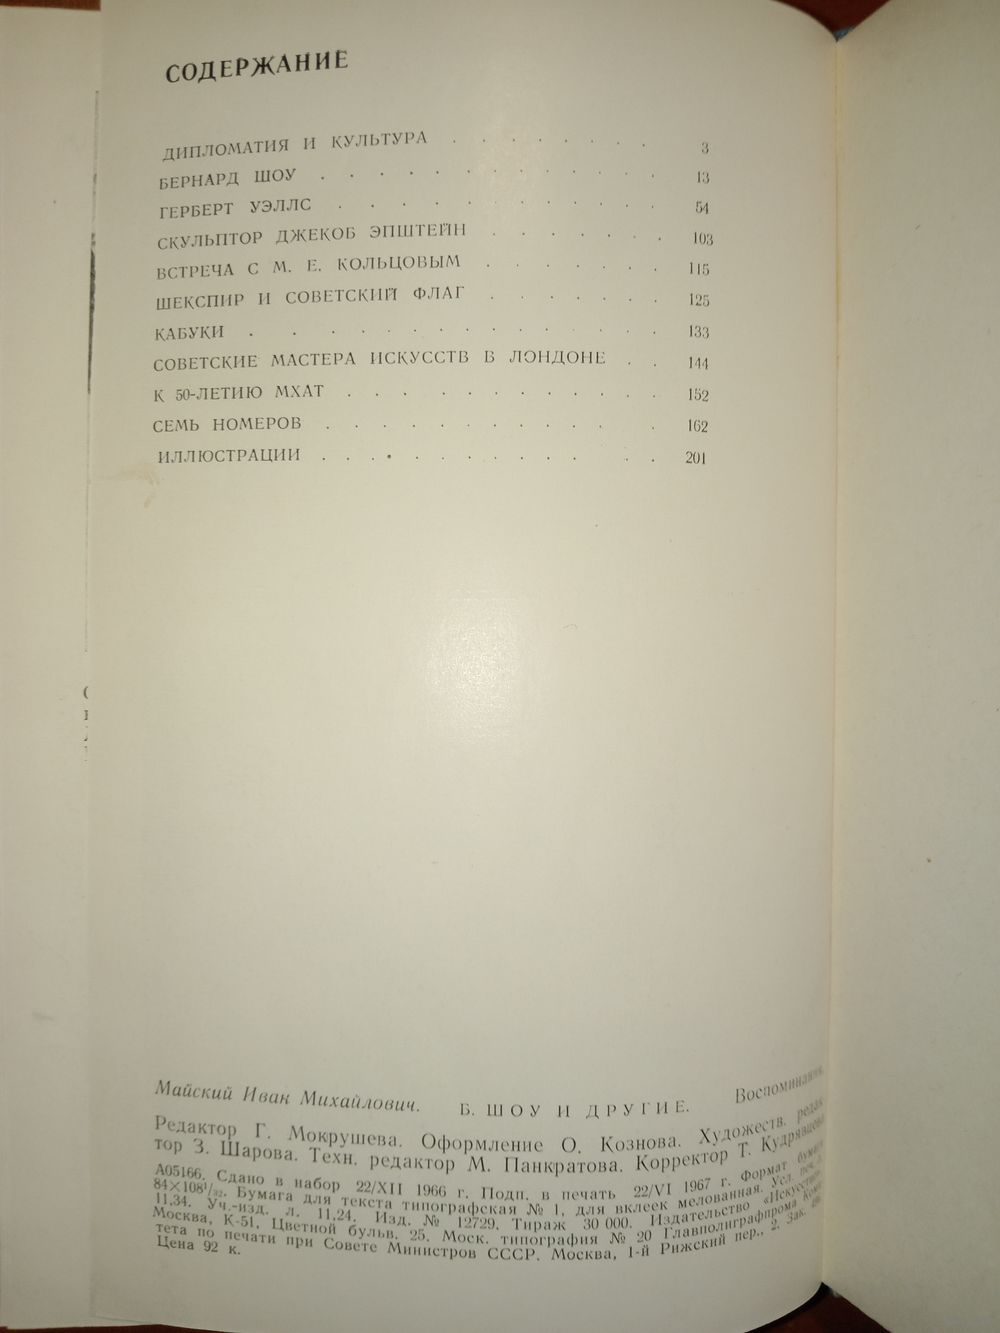 СОДЕРЖАНИЕ
ДИПЛОМАТИЯ И КУЛЬТУРА . . . . . . . 3
БЕРНАРД ШОУ . . . . . . . . . . . . 13
ГЕРБЕРТ УЭЛЛС . . . . . . . . . . . 54
СКУЛЬПТОР ДЖЕКОБ ЭПШТЕЙН . . . . . . 103
ВСТРЕЧА С М. Е. КОЛЬЦОВЫМ . . . . . . 115
ШЕКСПИР И СОВЕТСКИЙ ФЛАГ . . . . . . 125
КАБУКИ . . . . . . . . . . . . . 133
СОВЕТСКИЕ МАСТЕРА ИСКУССТВ В ЛОНДОНЕ . . 144
К 50-ЛЕТИЮ МХАТ . . . . . . . . . . 152
СЕМЬ НОМЕРОВ . . . . . . . . . . . 162
ИЛЛЮСТРАЦИИ . . . . . . . . . . . 201
Майский Иван Михайлович. Б. ШОУ И ДРУГИЕ. Воспоминания.
Редактор Г. Мокрушева. Оформление О. Кознова. Художеств. редак
тор З. Шарова. Техн. редактор М. Панкратова. Корректор Т. Кудрявцева
А05166. Сдано в набор 22/XII 1966 г. Подп. в печать 22/VI 1967 г. Формат бумаги
84×108¹/₃₂. Бумага для текста типографская № 1, для вклеек мелованная. Усл. печ. л.
11,34. Уч.-изд. л. 11,24. Изд. № 12729. Тираж 30 000. Издательство «Искусство»
Москва, К-51, Цветной бульв. 25. Моск. типография № 20 Главполиграфпрома Коми
тета по печати при Совете Министров СССР. Москва, 1-й Рижский пер., 2. Зак.
Цена 92 к.